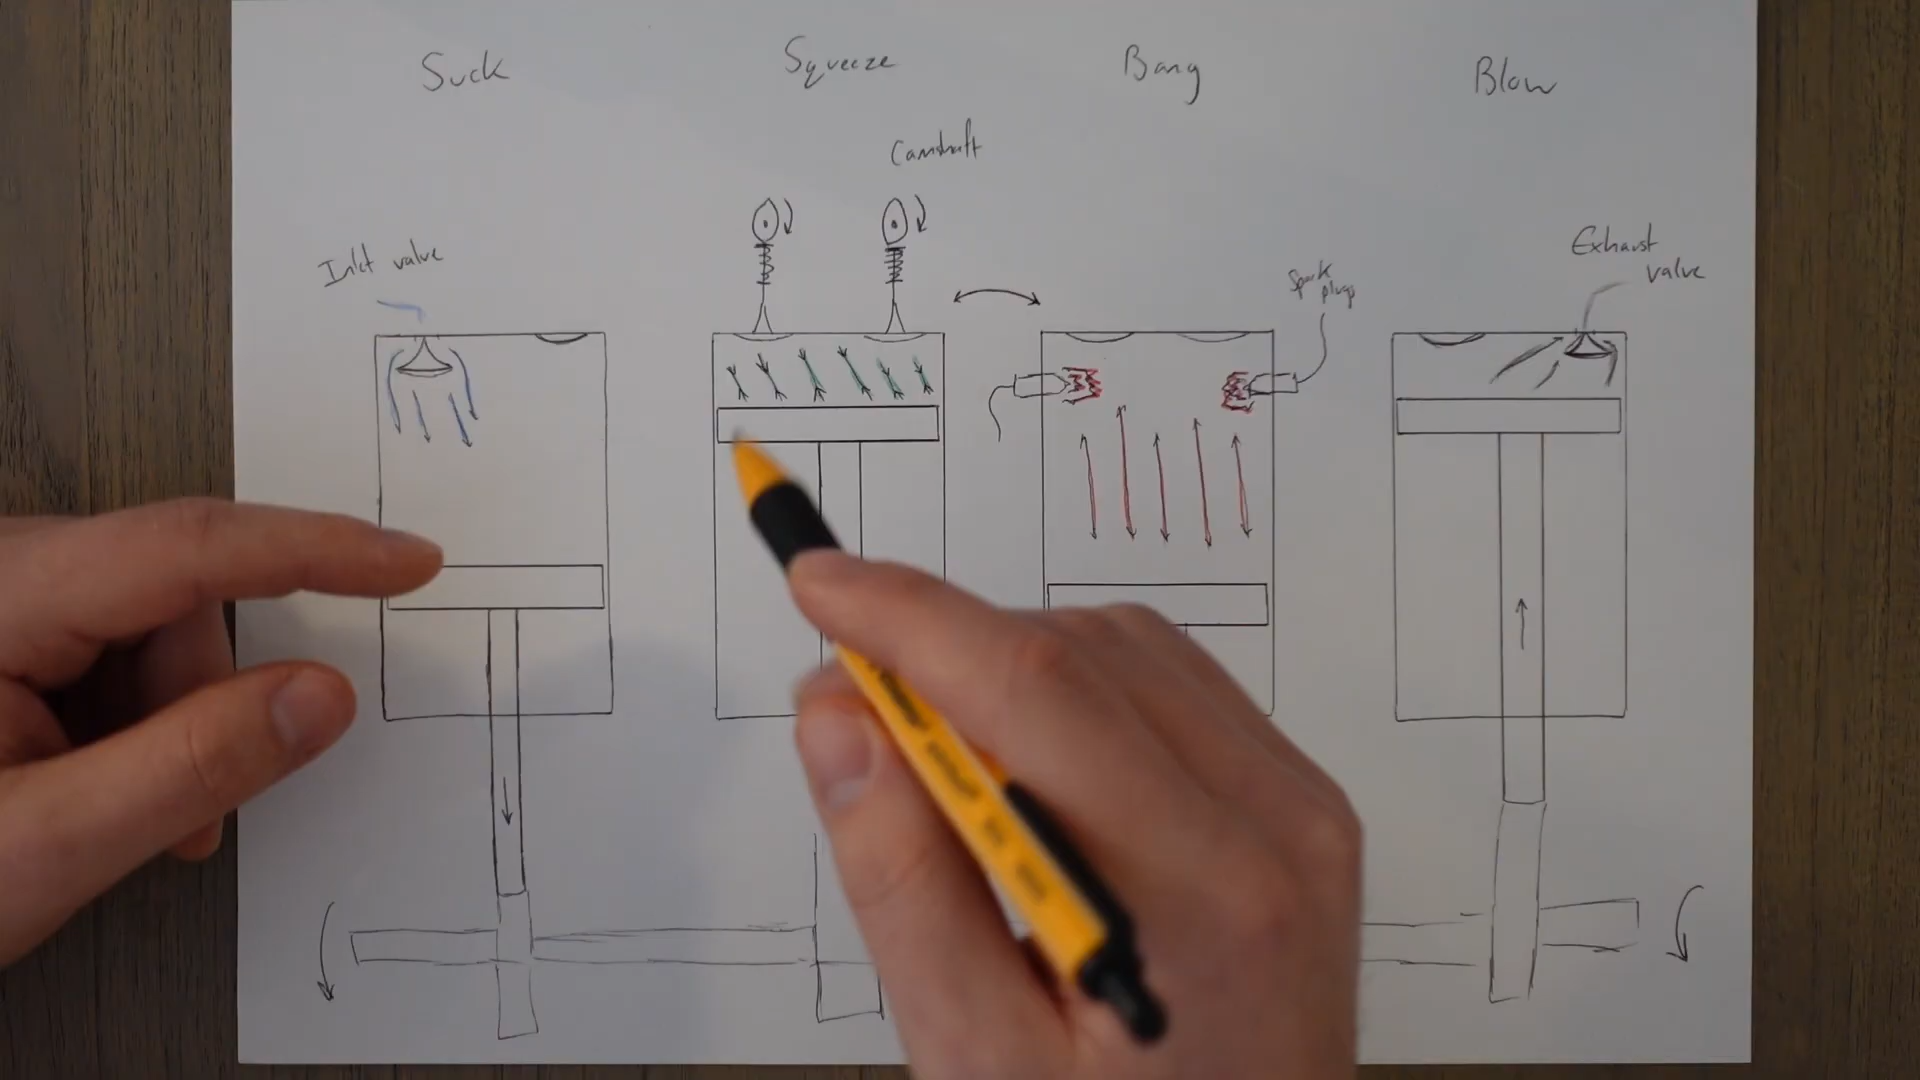 Suck
Squeeze
Bang
Blow
Camshaft
Inlet valve
Spark
plugs
Exhaust
valve